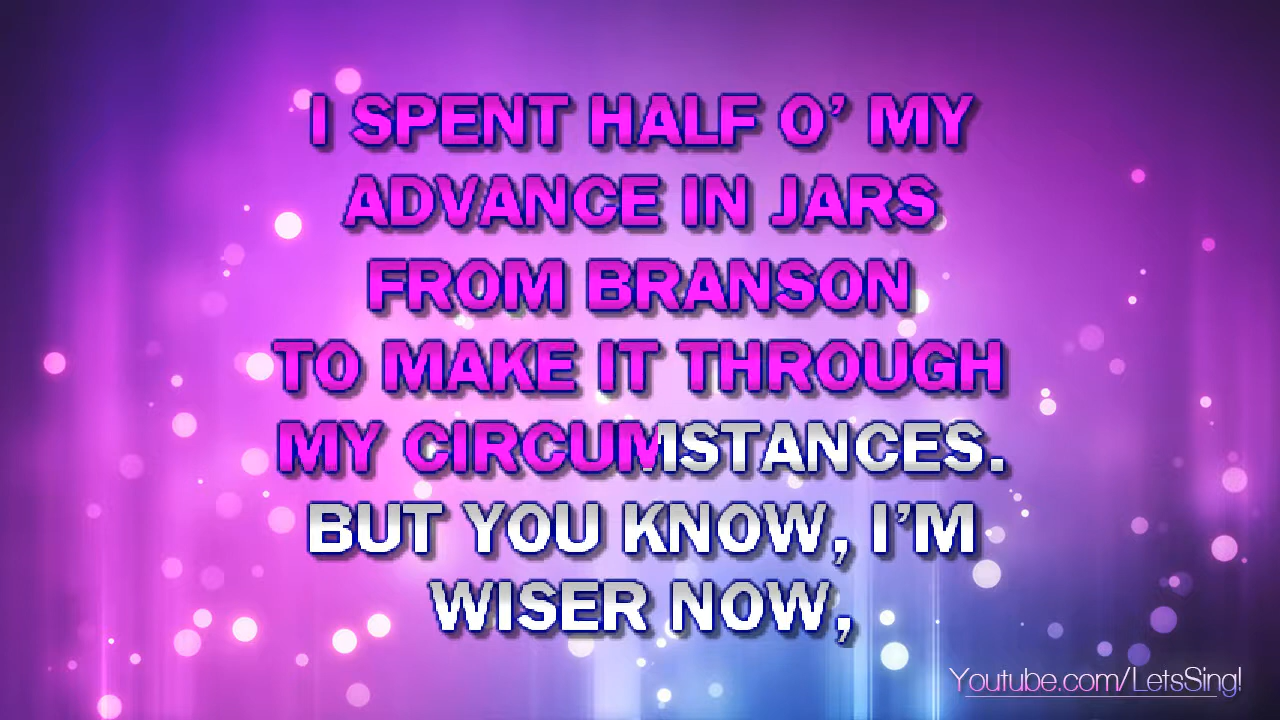 I SPENT HALF O’ MY
ADVANCE IN JARS
FROM BRANSON
TO MAKE IT THROUGH
MY CIRCUMSTANCES.
BUT YOU KNOW, I’M
WISER NOW,
Youtube.com/LetsSing!